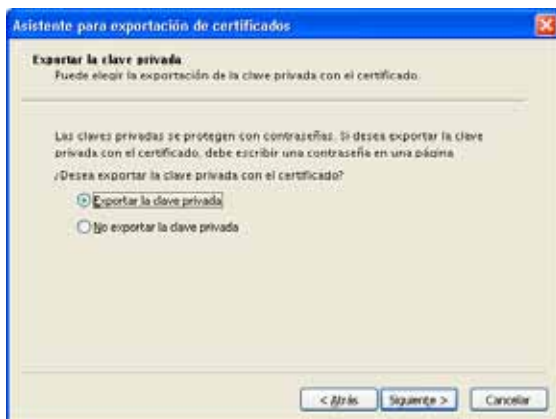 Asistente para exportación de certificados
Exportar la clave privada
Puede elegir la exportación de la clave privada con el certificado.
Las claves privadas se protegen con contraseñas. Si desea exportar la clave
privada con el certificado, debe escribir una contraseña en una página
¿Desea exportar la clave privada con el certificado?
Exportar la clave privada
No exportar la clave privada
< Atrás Siguiente > Cancelar